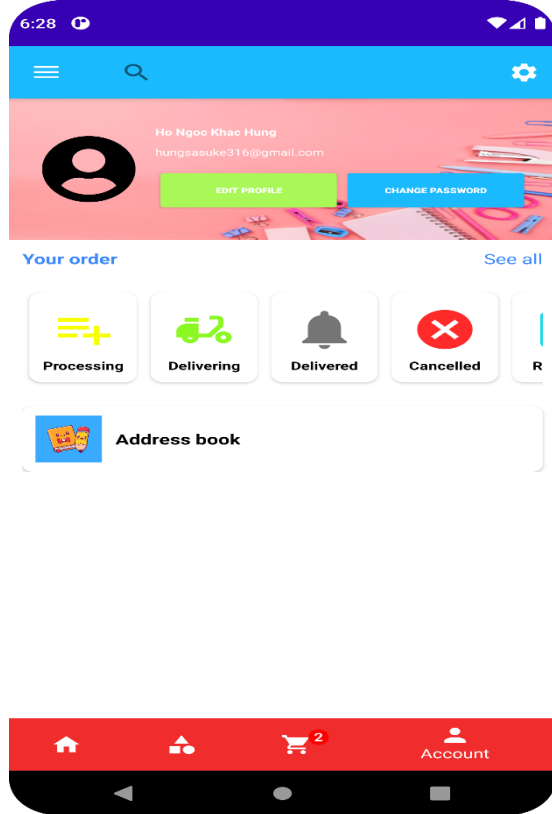 6:28
Ho Ngoc Khac Hung
hungsasuke316@gmail.com
EDIT PROFILE CHANGE PASSWORD
Your order See all
Processing Delivering Delivered Cancelled R
Address book
2
Account